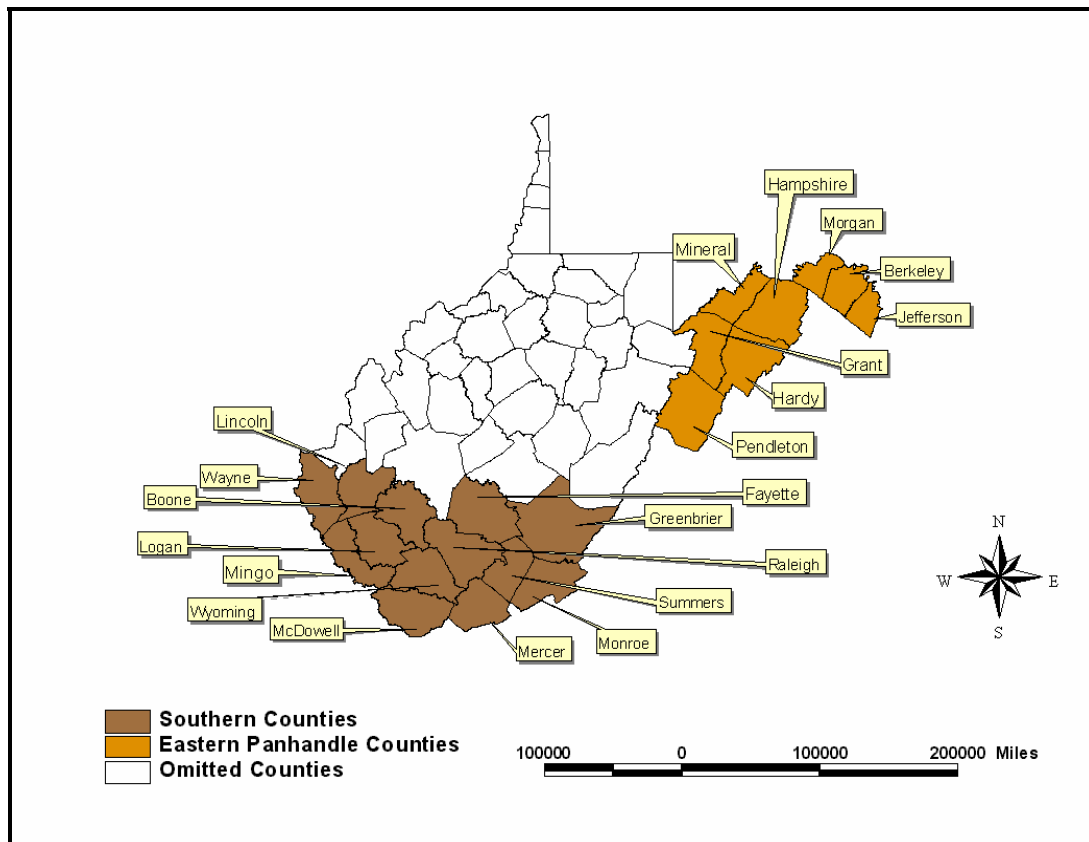 Hampshire
Morgan
Mineral
Berkeley
Jefferson
Grant
Hardy
Lincoln
Pendleton
Wayne
Boone
Fayette
Greenbrier
Logan
Raleigh
Mingo
Wyoming
Summers
McDowell
Monroe
Mercer
N
W E
S
Southern Counties
Eastern Panhandle Counties
Omitted Counties
100000 0 100000 200000 Miles